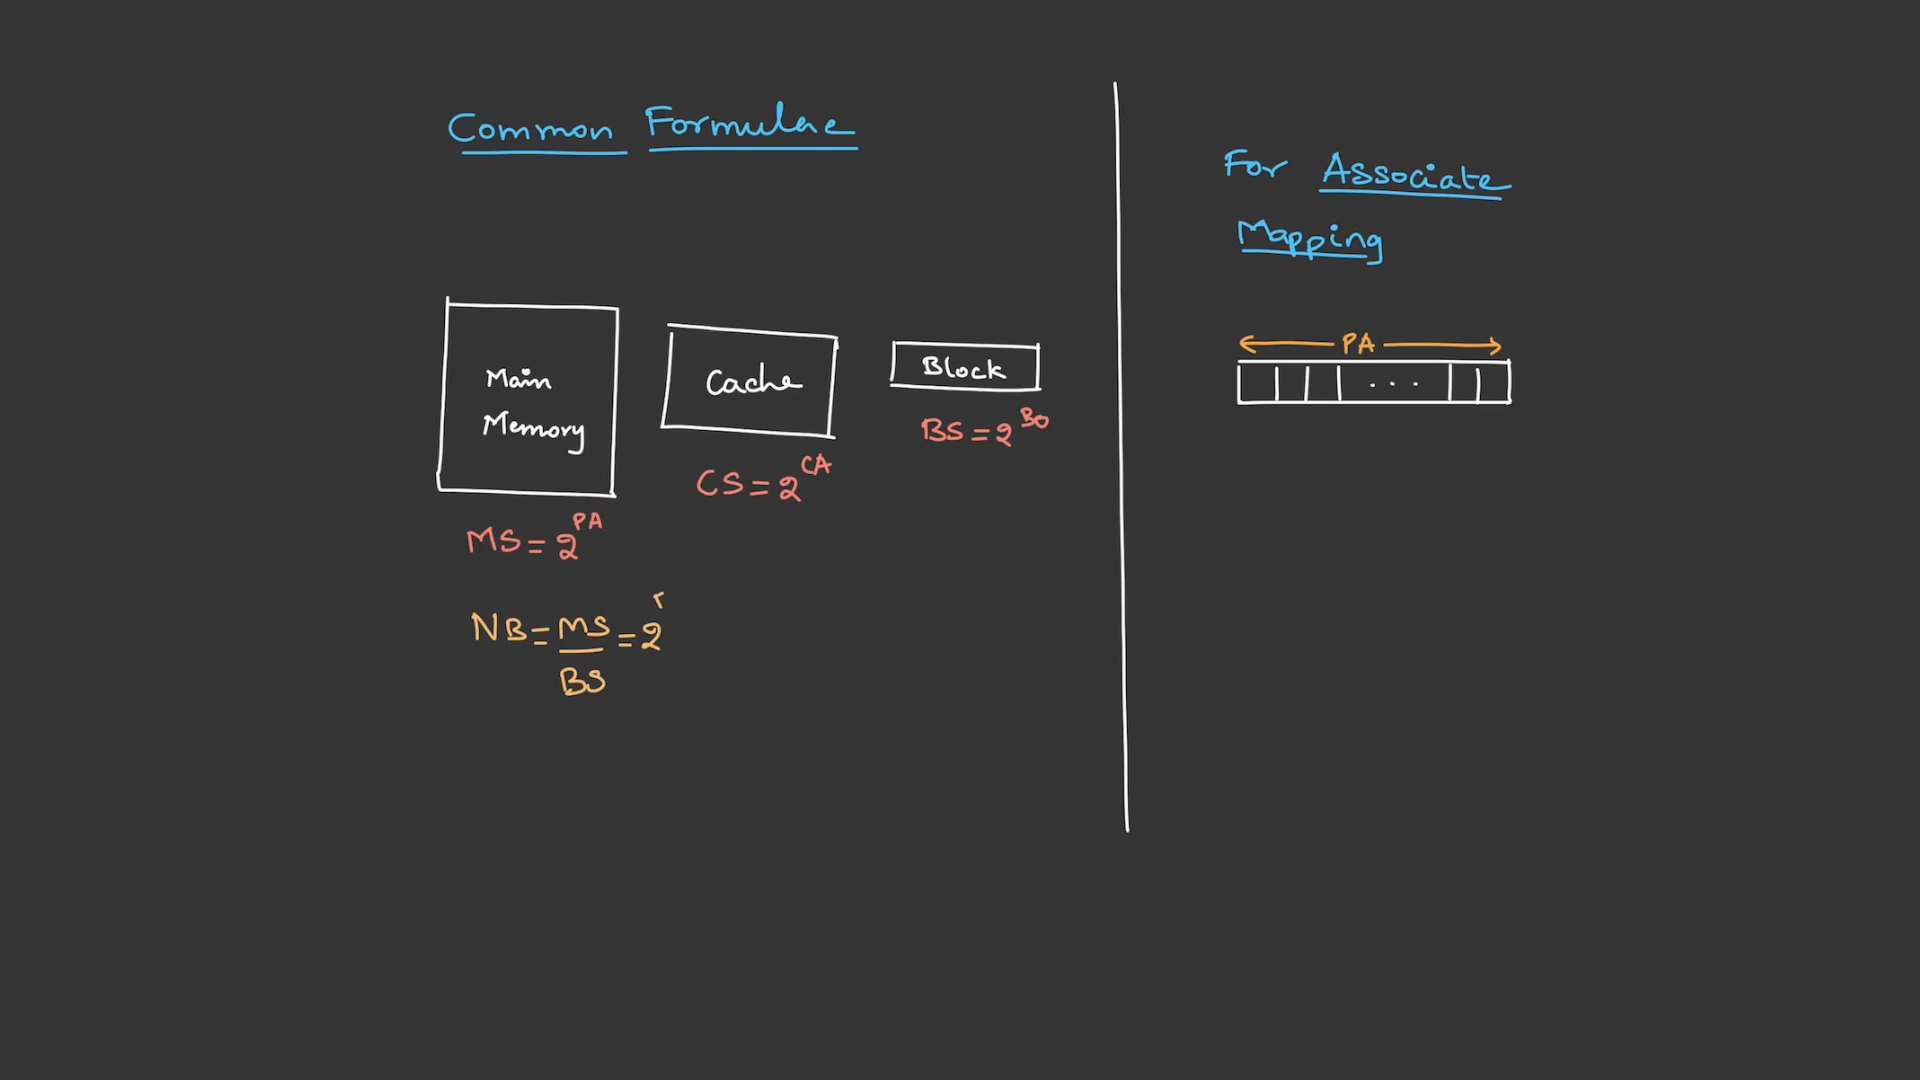 Common Formulae
Main
Memory
MS = 2^PA
Cache
CS = 2^CA
Block
BS = 2^BO
NB = MS/BS = 2
For Associate
Mapping
PA
...